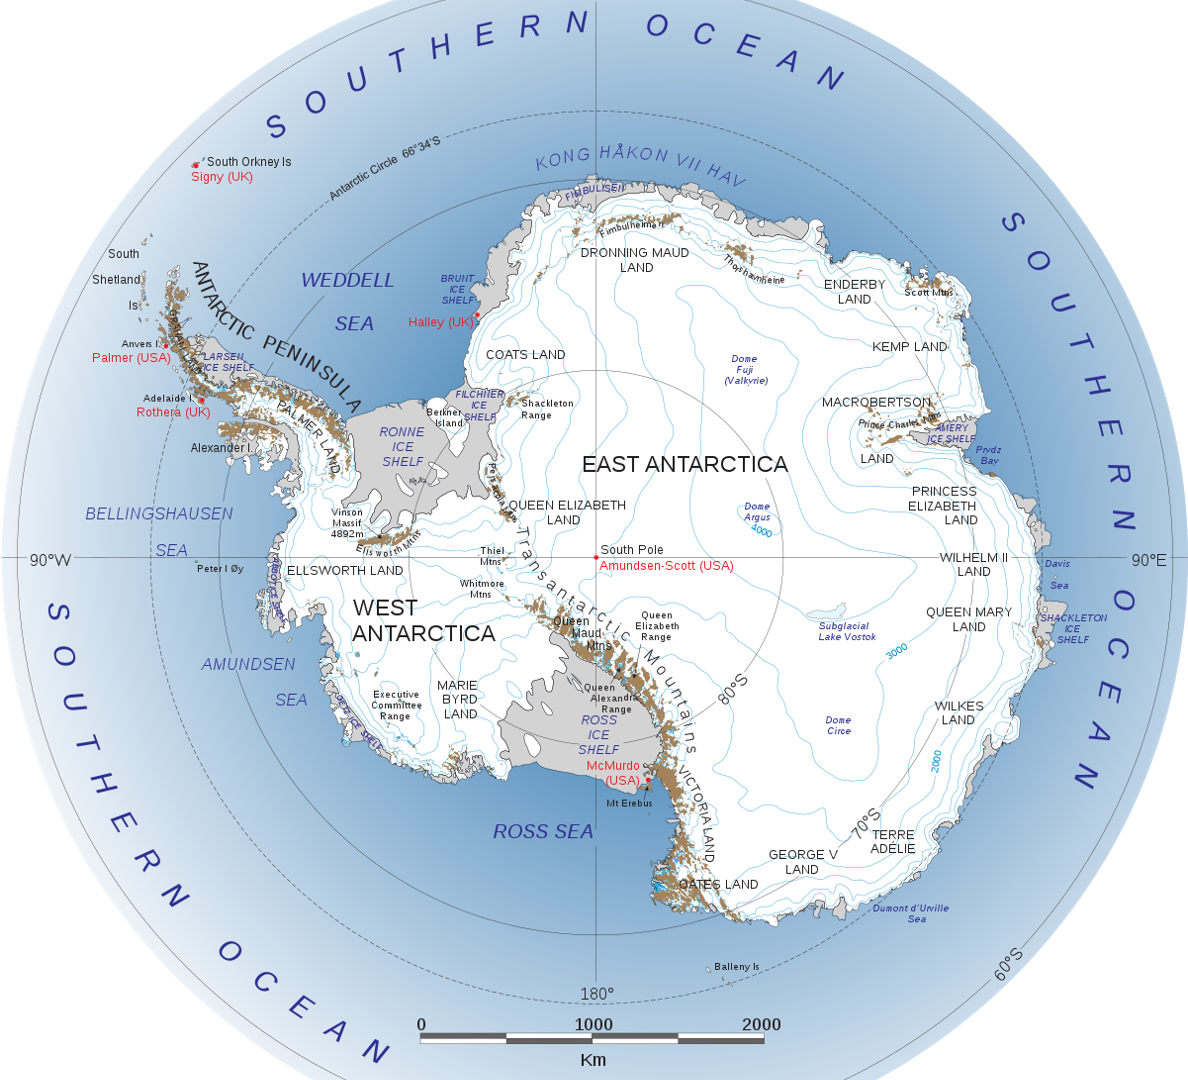 SOUTHERN OCEAN
SOUTHERN OCEAN
SOUTHERN OCEAN
Antarctic Circle 66°34'S
KONG HÅKON VII HAV
South Orkney Is
Signy (UK)
South
Shetland
Is
ANTARCTIC PENINSULA
GRAHAM LAND
Anvers I.
Palmer (USA)
LARSEN
ICE SHELF
Adelaide I.
Rothera (UK)
PALMER LAND
Alexander I.
WEDDELL
SEA
BRUNT
ICE
SHELF
Halley (UK)
FIMBULISEN
Fimbulheimen
DRONNING MAUD
LAND
Thorshavnheine
ENDERBY
LAND
Scott Mtns
KEMP LAND
COATS LAND
Dome
Fuji
(Valkyrie)
FILCHNER
ICE
SHELF
Berkner
Island
Shackleton
Range
RONNE
ICE
SHELF
MACROBERTSON
Prince Charles Mtns
LAND
AMERY
ICE SHELF
Prydz
Bay
EAST ANTARCTICA
PRINCESS
ELIZABETH
LAND
BELLINGSHAUSEN
SEA
Vinson
Massif
4892m
Ellsworth Mtns
QUEEN ELIZABETH
LAND
Dome
Argus
4000
Peter I Øy
90°W
ELLSWORTH LAND
Thiel
Mtns
Whitmore
Mtns
South Pole
Amundsen-Scott (USA)
WILHELM II
LAND
Davis
Sea
90°E
WEST
ANTARCTICA
Transantarctic Mountains
Queen
Maud
Mtns
Queen
Elizabeth
Range
Subglacial
Lake Vostok
QUEEN MARY
LAND
SHACKLETON
ICE
SHELF
3000
AMUNDSEN
SEA
Executive
Committee
Range
MARIE
BYRD
LAND
Queen
Alexandra
Range
80°S
ROSS
ICE
SHELF
Dome
Circe
WILKES
LAND
2000
McMurdo
(USA)
Mt Erebus
VICTORIA LAND
ROSS SEA
70°S
TERRE
ADÉLIE
GEORGE V
LAND
OATES LAND
Dumont d'Urville
Sea
Balleny Is
60°S
180°
0 1000 2000
Km